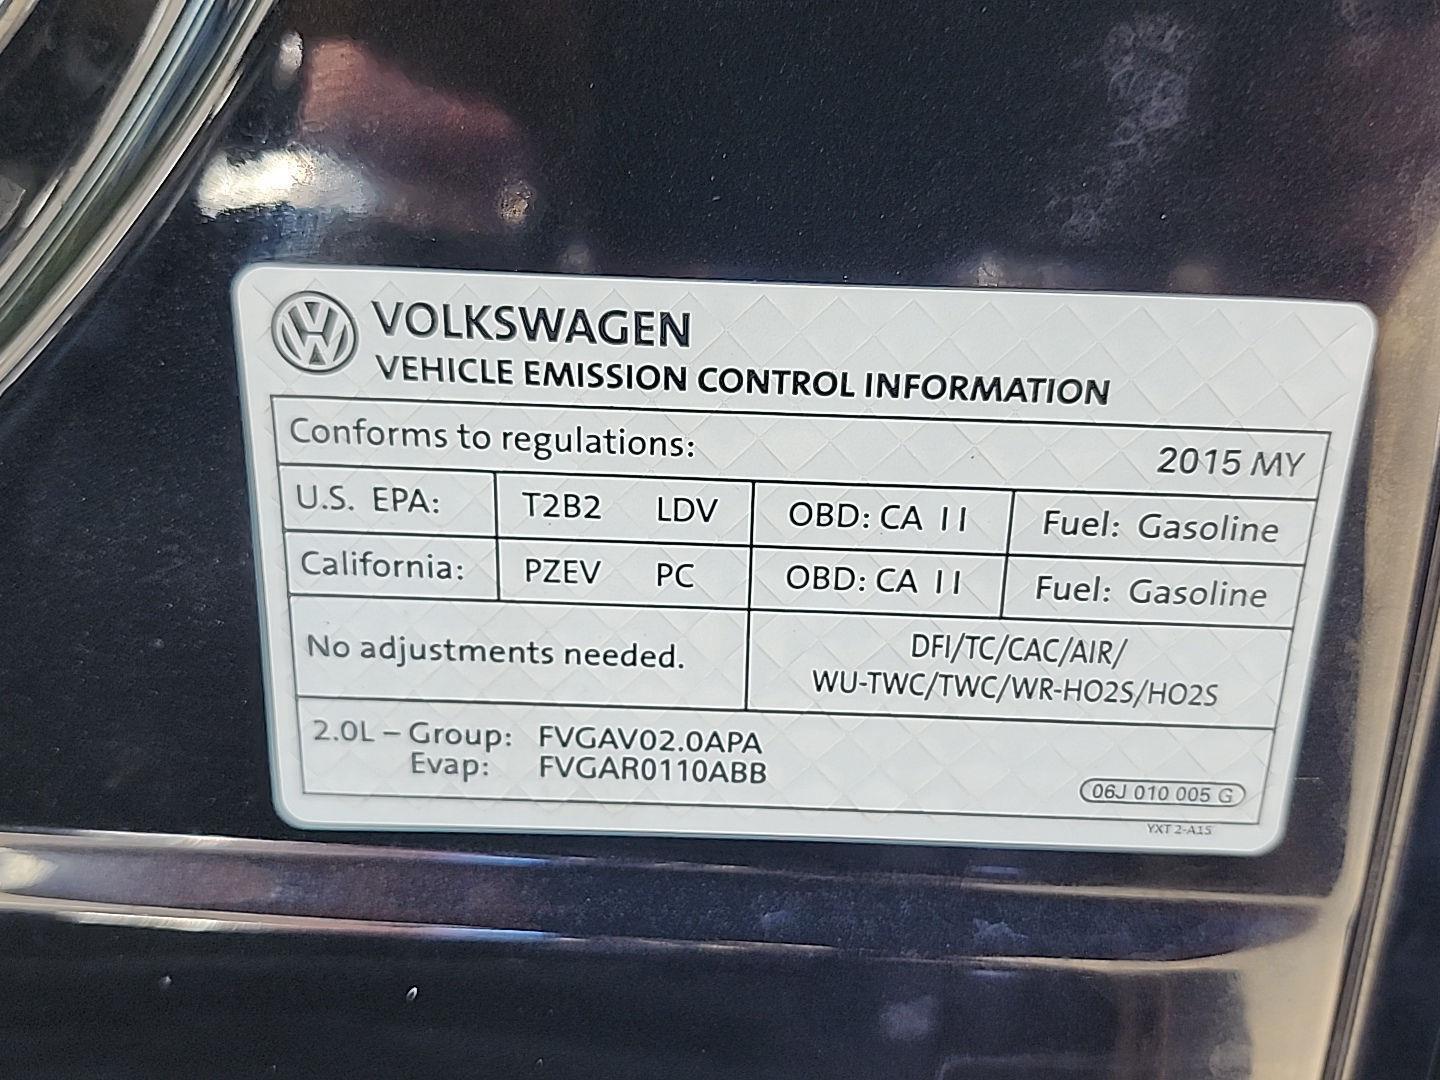 VOLKSWAGEN
VEHICLE EMISSION CONTROL INFORMATION
Conforms to regulations: 2015 MY
U.S. EPA: T2B2 LDV OBD: CA II Fuel: Gasoline
California: PZEV PC OBD: CA II Fuel: Gasoline
No adjustments needed.
DFI/TC/CAC/AIR/
WU-TWC/TWC/WR-HO2S/HO2S
2.0L – Group: FVGAV02.0APA
Evap: FVGAR0110ABB
06J 010 005 G
YXT 2-A15